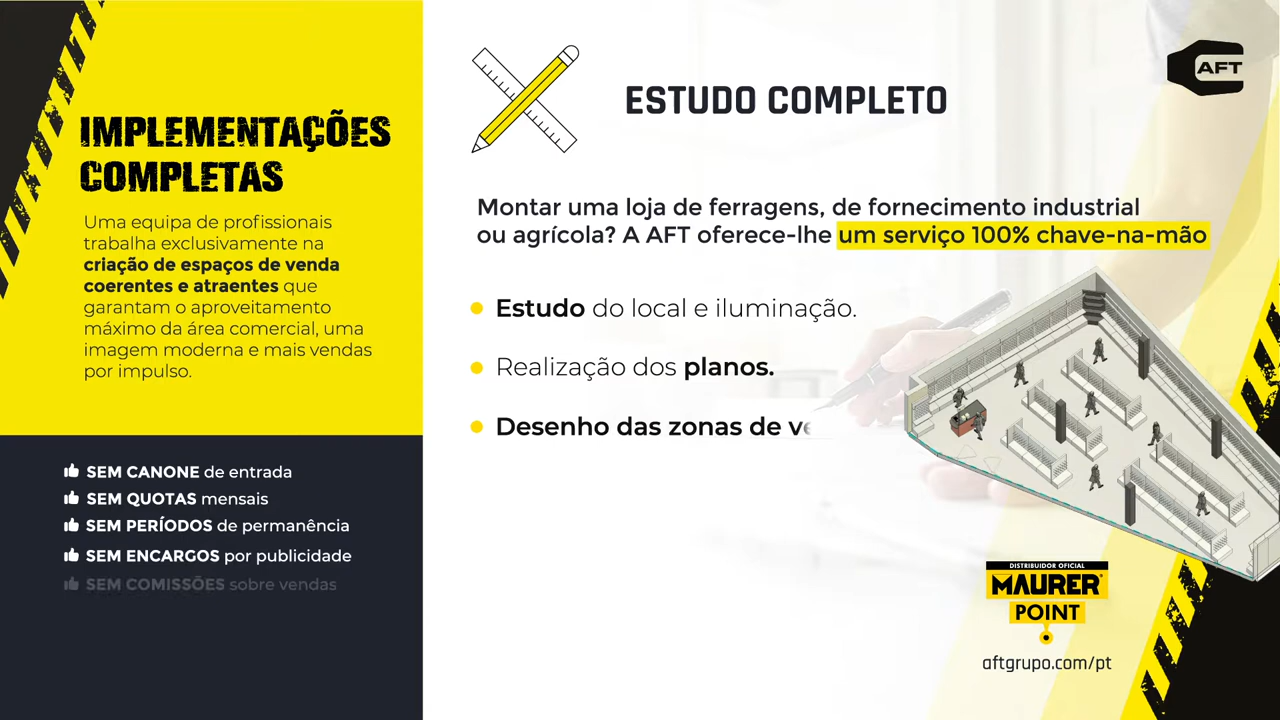 IMPLEMENTAÇÕES
COMPLETAS
Uma equipa de profissionais
trabalha exclusivamente na
criação de espaços de venda
coerentes e atraentes que
garantam o aproveitamento
máximo da área comercial, uma
imagem moderna e mais vendas
por impulso.
SEM CANONE de entrada
SEM QUOTAS mensais
SEM PERÍODOS de permanência
SEM ENCARGOS por publicidade
SEM COMISSÕES sobre vendas
ESTUDO COMPLETO
AFT
Montar uma loja de ferragens, de fornecimento industrial
ou agrícola? A AFT oferece-lhe um serviço 100% chave-na-mão
Estudo do local e iluminação.
Realização dos planos.
Desenho das zonas de
DISTRIBUIDOR OFICIAL
MAURER®
POINT
aftgrupo.com/pt